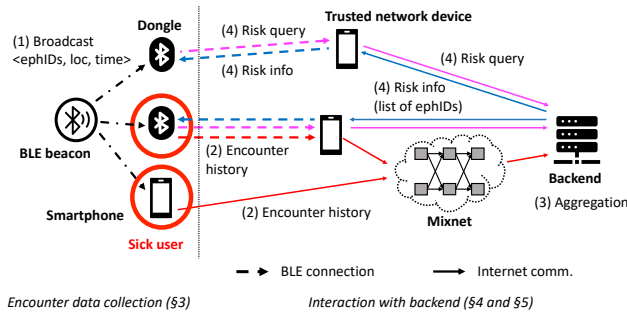 Dongle
Trusted network device
(1) Broadcast
<ephIDs, loc, time>
(4) Risk query
(4) Risk info
(4) Risk query
(4) Risk info
(list of ephIDs)
BLE beacon
(2) Encounter
history
Backend
(3) Aggregation
Mixnet
Smartphone
(2) Encounter history
Sick user
BLE connection
Internet comm.
Encounter data collection (§3)
Interaction with backend (§4 and §5)